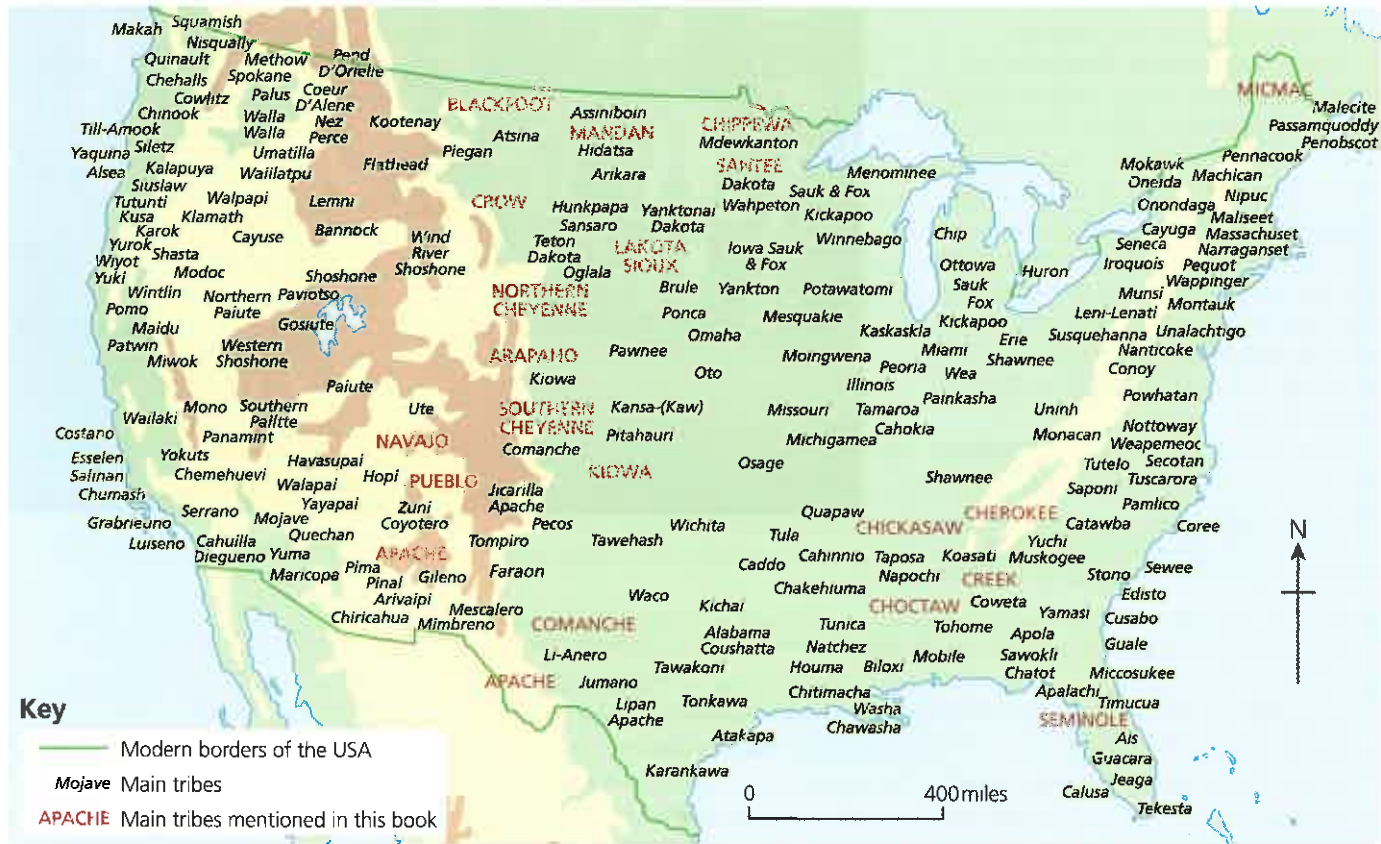 Makah
Squamish
Nisqually
Quinault
Methow
Pend
D'Orielle
Chehalls
Spokane
Cowlitz
Palus
Coeur
D'Alene
Chinook
Walla
Walla
Nez
Perce
Kootenay
Till-Amook
Siletz
Umatilla
Yaquina
Kalapuya
Waiilatpu
Flathead
Alsea
Siuslaw
Tutunti
Walpapi
Lemni
Kusa
Klamath
Karok
Cayuse
Bannock
Yurok
Shasta
Wind
River
Shoshone
Wiyot
Yuki
Modoc
Shoshone
Wintlin
Northern
Paiute
Paviotso
Pomo
Gosiute
Maidu
Patwin
Western
Shoshone
Miwok
Paiute
Mono
Southern
Paiitte
Ute
Wailaki
Panamint
NAVAJO
Costano
Yokuts
Havasupai
Esselen
Chemehuevi
Walapai
Hopi
PUEBLO
Salinan
Chumash
Yayapai
Zuni
Serrano
Mojave
Coyotero
Grabrieuno
Quechan
Luiseno
Cahuilla
Diegueno
Yuma
APACHE
Tompiro
Maricopa
Pima
Pinal
Gileno
Arivaipi
Chiricahua
Mescalero
Mimbreno
BLACKFOOT
Assiniboin
Atsina
MANDAN
Hidatsa
CHIPPEWA
Mdewkanton
Piegan
Arikara
SANTEE
Dakota
Wahpeton
Menominee
Sauk & Fox
CROW
Hunkpapa
Sansaro
Yanktonai
Dakota
Kickapoo
Winnebago
Teton
Dakota
LAKOTA
SIOUX
Iowa Sauk
& Fox
Oglala
NORTHERN
CHEYENNE
Brule
Yankton
Potawatomi
Ponca
Mesquakie
Omaha
ARAPAHO
Pawnee
Moingwena
Kiowa
Oto
SOUTHERN
CHEYENNE
Kansa-(Kaw)
Missouri
Comanche
Pitahauri
KIOWA
Osage
Jicarilla
Apache
Pecos
Tawehash
Wichita
Faraon
Waco
Kichai
COMANCHE
Li-Anero
APACHE
Jumano
Tawakoni
Lipan
Apache
Tonkawa
Atakapa
Karankawa
Chip
Ottowa
Sauk
Fox
Huron
Kickapoo
Kaskaskla
Erie
Miami
Shawnee
Peoria
Wea
Illinois
Painkasha
Tamaroa
Cahokia
Michigamea
Shawnee
Quapaw
CHICKASAW
CHEROKEE
Tula
Caddo
Cahinnio
Taposa
Koasati
Napochi
CREEK
Chakehiuma
CHOCTAW
Coweta
Alabama
Coushatta
Tunica
Natchez
Tohome
Houma
Biloxi
Mobile
Chitimacha
Washa
Chawasha
MICMAC
Malecite
Passamquoddy
Penobscot
Pennacook
Mokawk
Oneida
Machican
Nipuc
Onondaga
Maliseet
Cayuga
Massachuset
Seneca
Narraganset
Iroquois
Pequot
Wappinger
Munsi
Montauk
Leni-Lenati
Susquehanna
Unalachtigo
Nanticoke
Conoy
Powhatan
Uninh
Nottoway
Monacan
Weapemeoc
Tutelo
Secotan
Saponi
Tuscarora
Pamlico
Catawba
Coree
Yuchi
Muskogee
Stono
Sewee
Edisto
Yamasi
Cusabo
Apola
Sawokli
Guale
Chatot
Miccosukee
Apalachi
Timucua
SEMINOLE
Ais
Guacara
Jeaga
Calusa
Tekesta
N
0 400miles
Key
Modern borders of the USA
Mojave Main tribes
APACHE Main tribes mentioned in this book